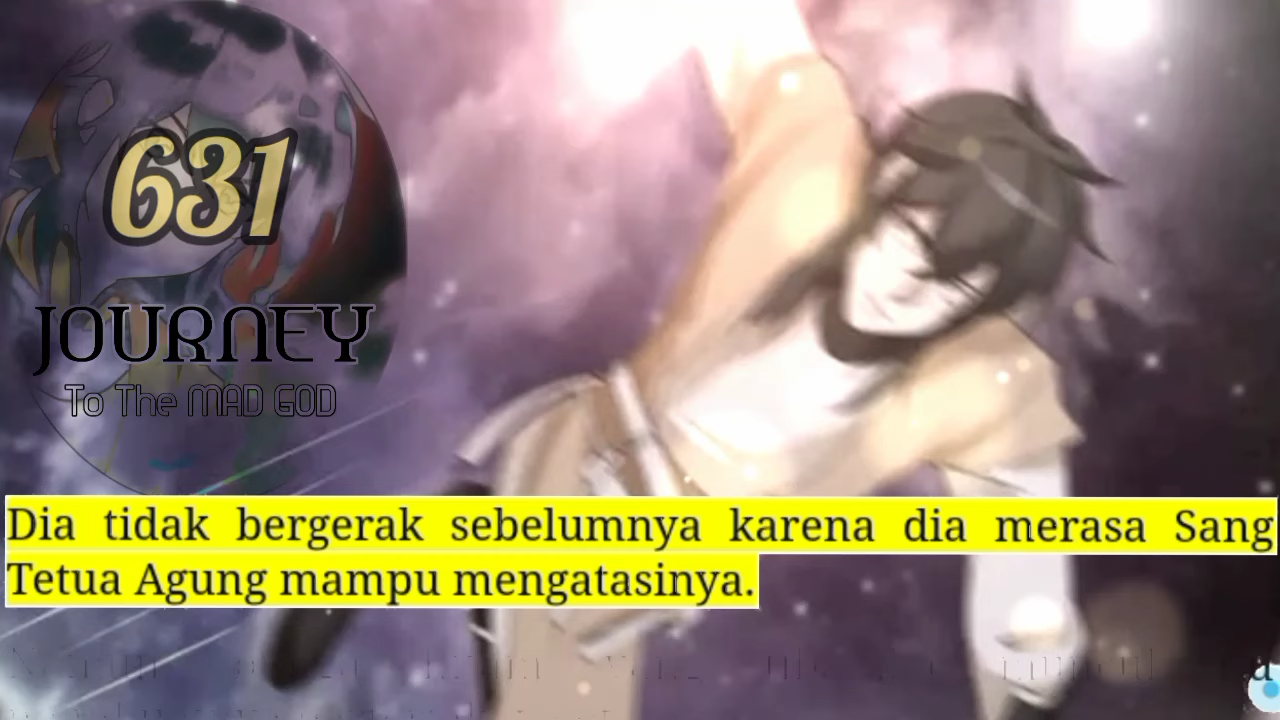 631
JOURNEY
To The MAD GOD
Dia tidak bergerak sebelumnya karena dia merasa Sang
Tetua Agung mampu mengatasinya.